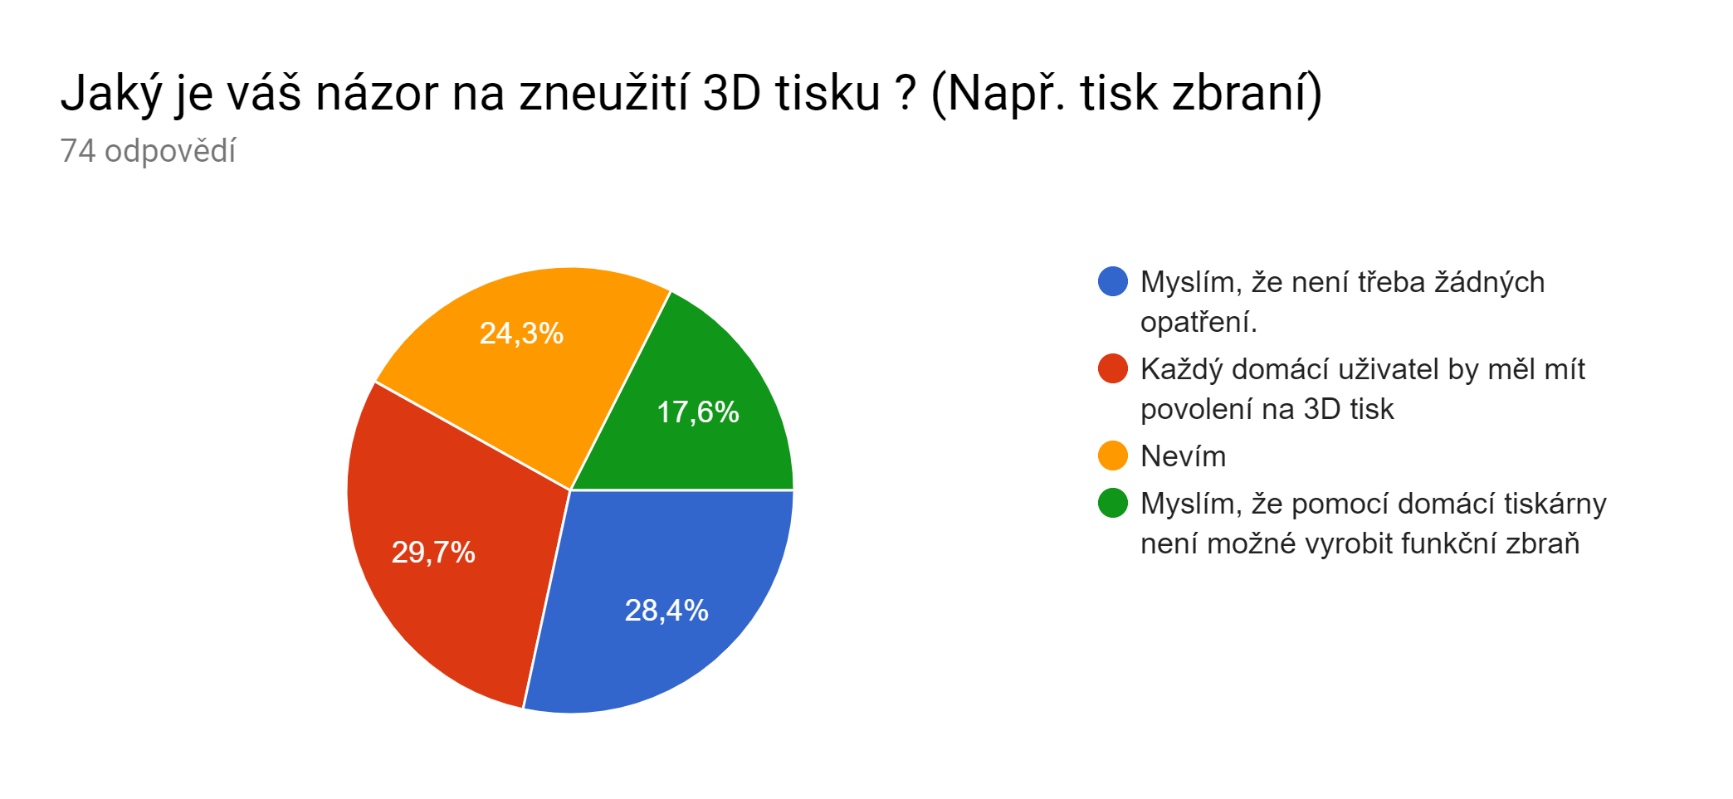 Jaký je váš názor na zneužití 3D tisku ? (Např. tisk zbraní)
74 odpovědí
24,3%
17,6%
29,7%
28,4%
Myslím, že není třeba žádných
opatření.
Každý domácí uživatel by měl mít
povolení na 3D tisk
Nevím
Myslím, že pomocí domácí tiskárny
není možné vyrobit funkční zbraň